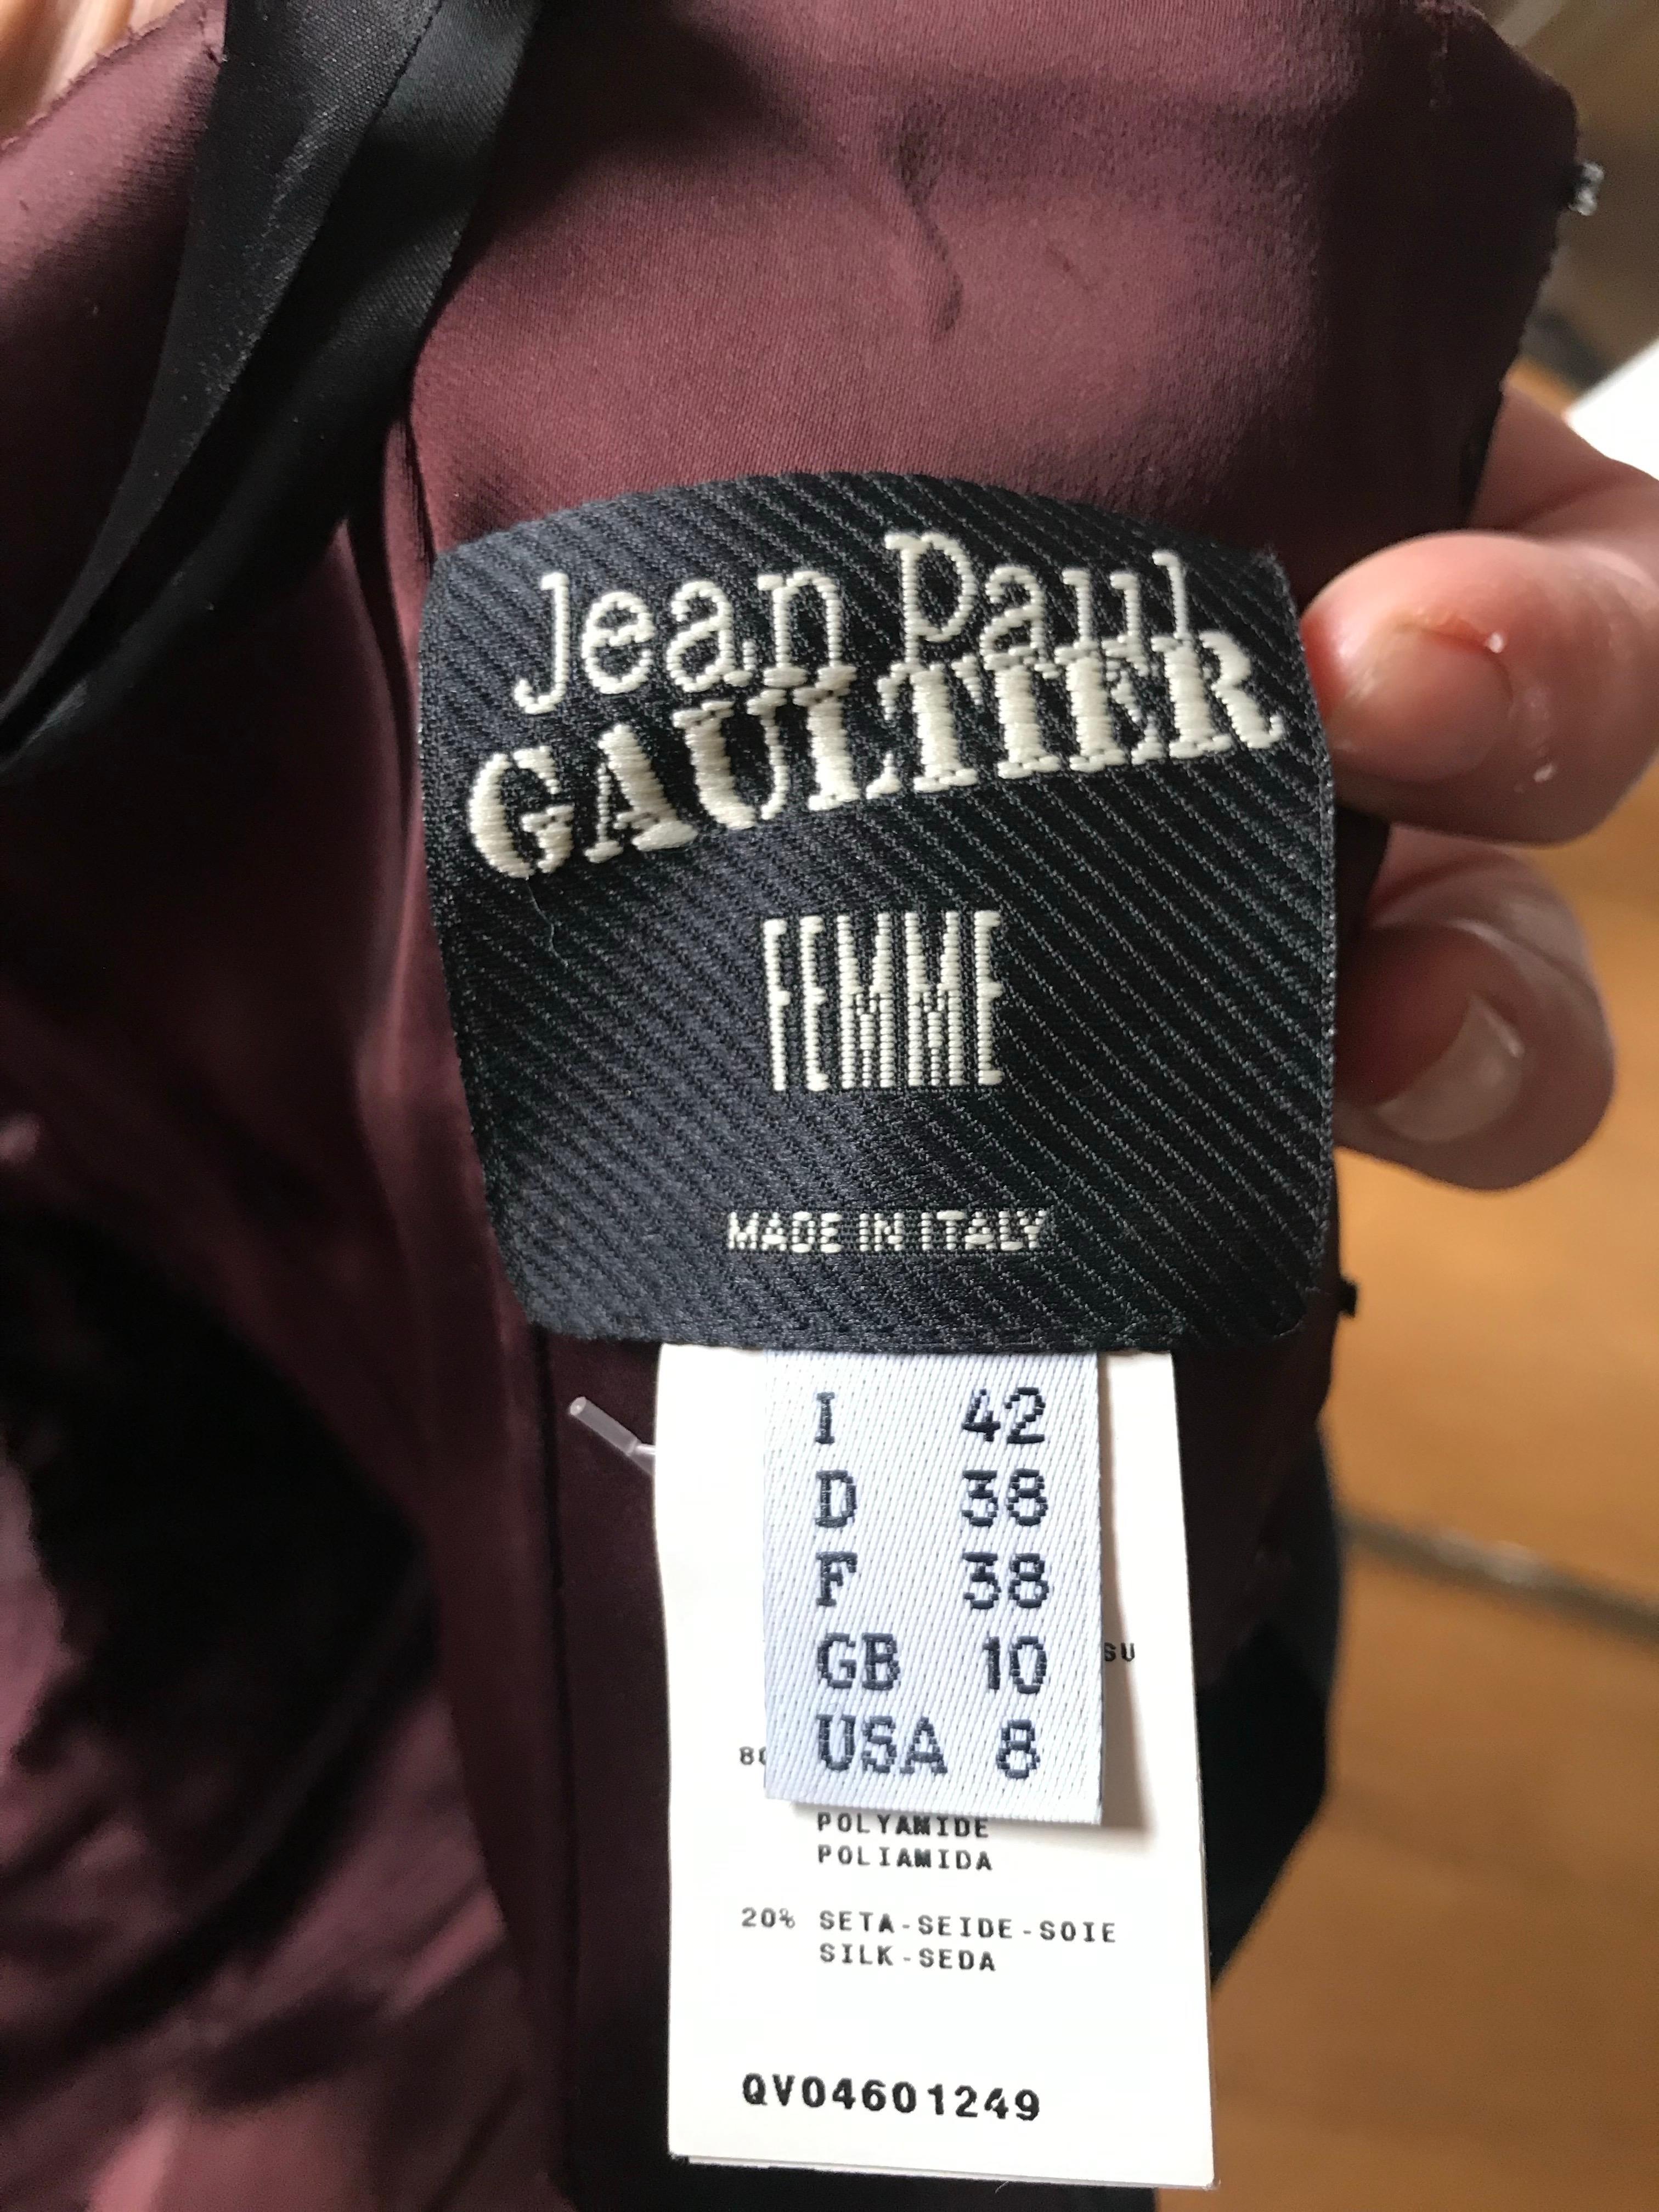 Jean Paul
GAULTIER
FEMME
MADE IN ITALY
I 42
D 38
F 38
GB 10
USA 8
POLYAMIDE
POLIAMIDA
20% SETA-SEIDE-SOIE
SILK-SEDA
QV04601249